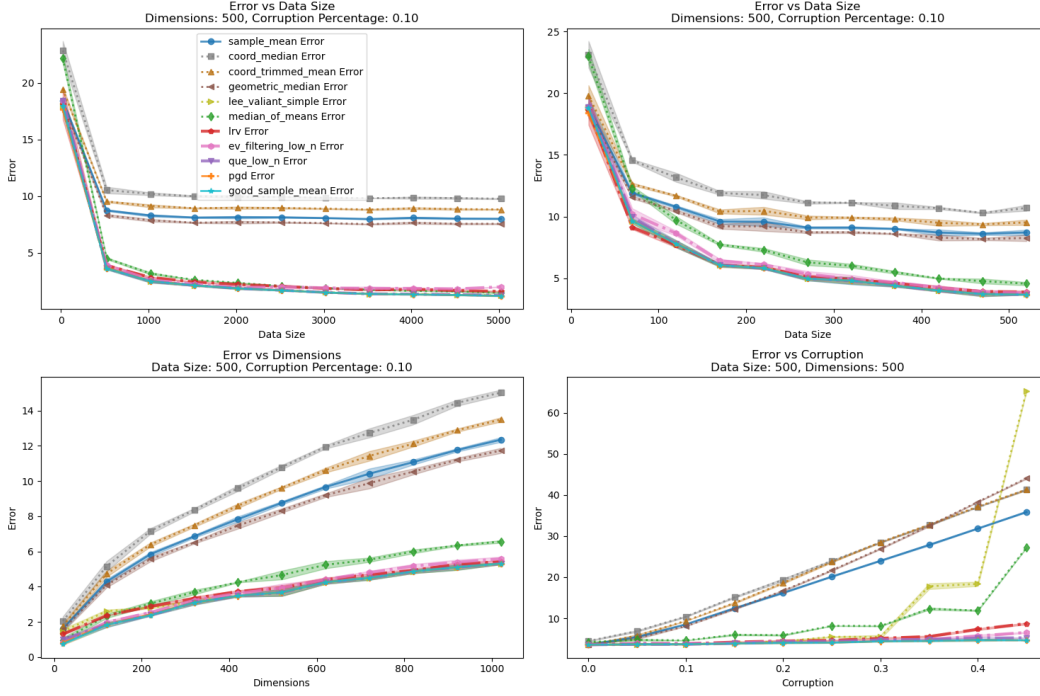 Error vs Data Size
Dimensions: 500, Corruption Percentage: 0.10
Error
20
15
10
5
0
1000
2000
3000
4000
5000
Data Size
sample_mean Error
coord_median Error
coord_trimmed_mean Error
geometric_median Error
lee_valiant_simple Error
median_of_means Error
lrv Error
ev_filtering_low_n Error
que_low_n Error
pgd Error
good_sample_mean Error
Error vs Data Size
Dimensions: 500, Corruption Percentage: 0.10
Error
25
20
15
10
5
0
100
200
300
400
500
Data Size
Error vs Dimensions
Data Size: 500, Corruption Percentage: 0.10
Error
14
12
10
8
6
4
2
0
0
200
400
600
800
1000
Dimensions
Error vs Corruption
Data Size: 500, Dimensions: 500
Error
60
50
40
30
20
10
0.0
0.1
0.2
0.3
0.4
Corruption